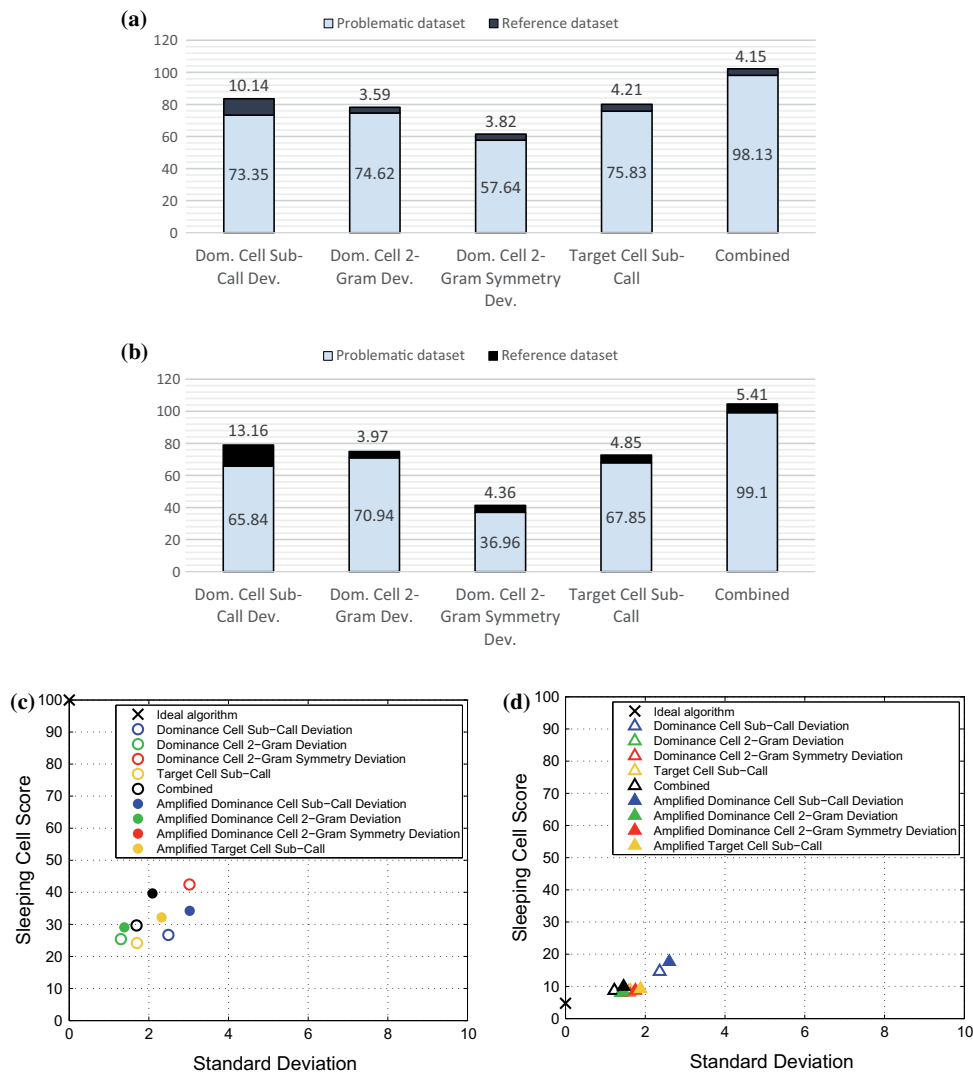 (a)
Problematic dataset Reference dataset
120
100
80
60
40
20
0
10.14
3.59
3.82
4.21
4.15
73.35
74.62
57.64
75.83
98.13
Dom. Cell Sub-
Call Dev.
Dom. Cell 2-
Gram Dev.
Dom. Cell 2-
Gram Symmetry
Dev.
Target Cell Sub-
Call
Combined
(b)
Problematic dataset Reference dataset
120
100
80
60
40
20
0
13.16
3.97
4.36
4.85
5.41
65.84
70.94
36.96
67.85
99.1
Dom. Cell Sub-
Call Dev.
Dom. Cell 2-
Gram Dev.
Dom. Cell 2-
Gram Symmetry
Dev.
Target Cell Sub-
Call
Combined
(c)
Sleeping Cell Score
100
90
80
70
60
50
40
30
20
10
0
Ideal algorithm
Dominance Cell Sub−Call Deviation
Dominance Cell 2−Gram Deviation
Dominance Cell 2−Gram Symmetry Deviation
Target Cell Sub−Call
Combined
Amplified Dominance Cell Sub−Call Deviation
Amplified Dominance Cell 2−Gram Deviation
Amplified Dominance Cell 2−Gram Symmetry Deviation
Amplified Target Cell Sub−Call
0 2 4 6 8 10
Standard Deviation
(d)
Sleeping Cell Score
100
90
80
70
60
50
40
30
20
10
0
Ideal algorithm
Dominance Cell Sub−Call Deviation
Dominance Cell 2−Gram Deviation
Dominance Cell 2−Gram Symmetry Deviation
Target Cell Sub−Call
Combined
Amplified Dominance Cell Sub−Call Deviation
Amplified Dominance Cell 2−Gram Deviation
Amplified Dominance Cell 2−Gram Symmetry Deviation
Amplified Target Cell Sub−Call
0 2 4 6 8 10
Standard Deviation